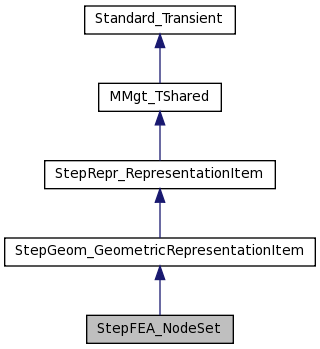 Standard_Transient
MMgt_TShared
StepRepr_RepresentationItem
StepGeom_GeometricRepresentationItem
StepFEA_NodeSet